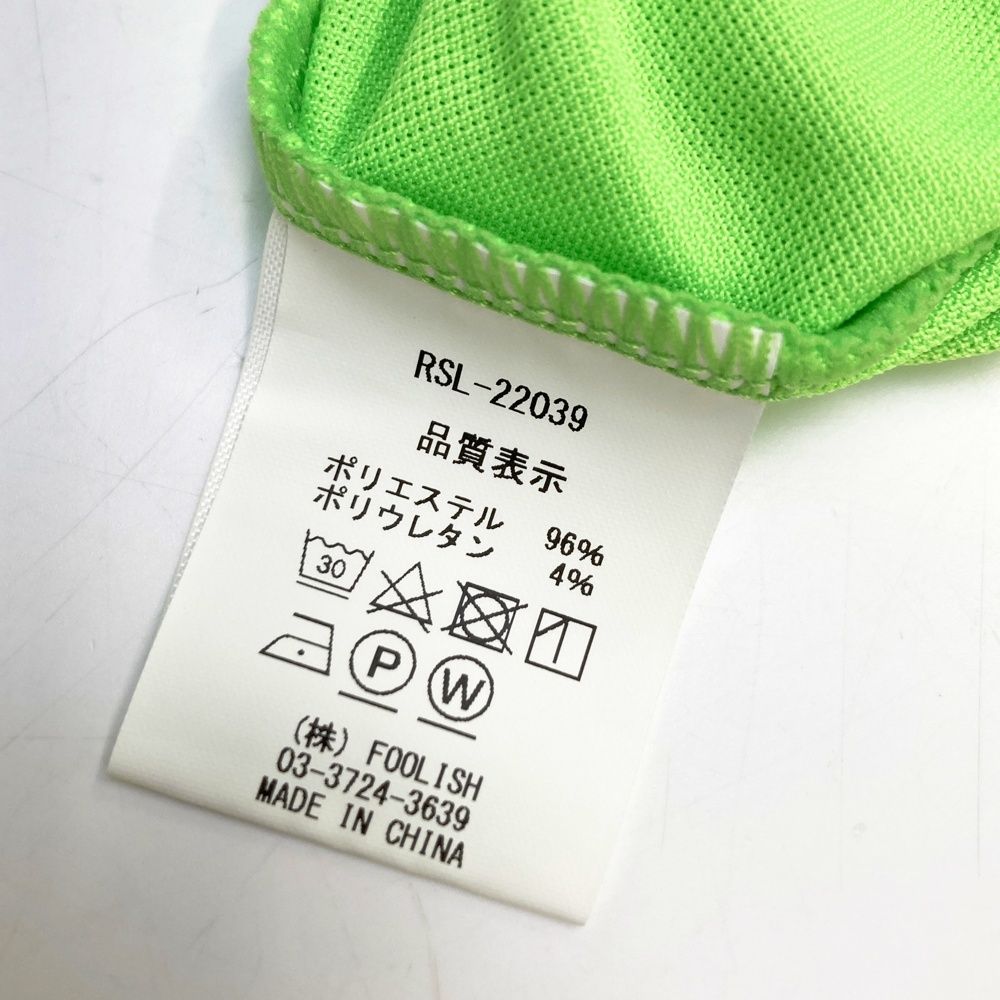 RSL-22039
品質表示
ポリエステル 96%
ポリウレタン 4%
30
P W
(株) FOOLISH
03-3724-3639
MADE IN CHINA